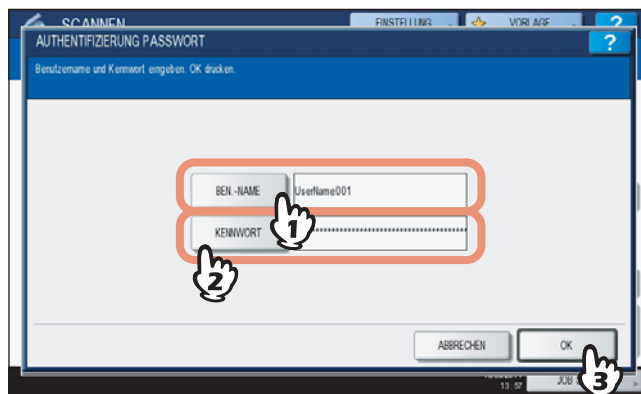 SCANNEN EINSTELLUNG VORLAGE ?
AUTHENTIFIZIERUNG PASSWORT ?
Benutzername und Kennwort eingeben. OK drücken.
BEN.-NAME UserName001
1
KENNWORT ****************************************
2
ABBRECHEN OK
3
13:57 JOB